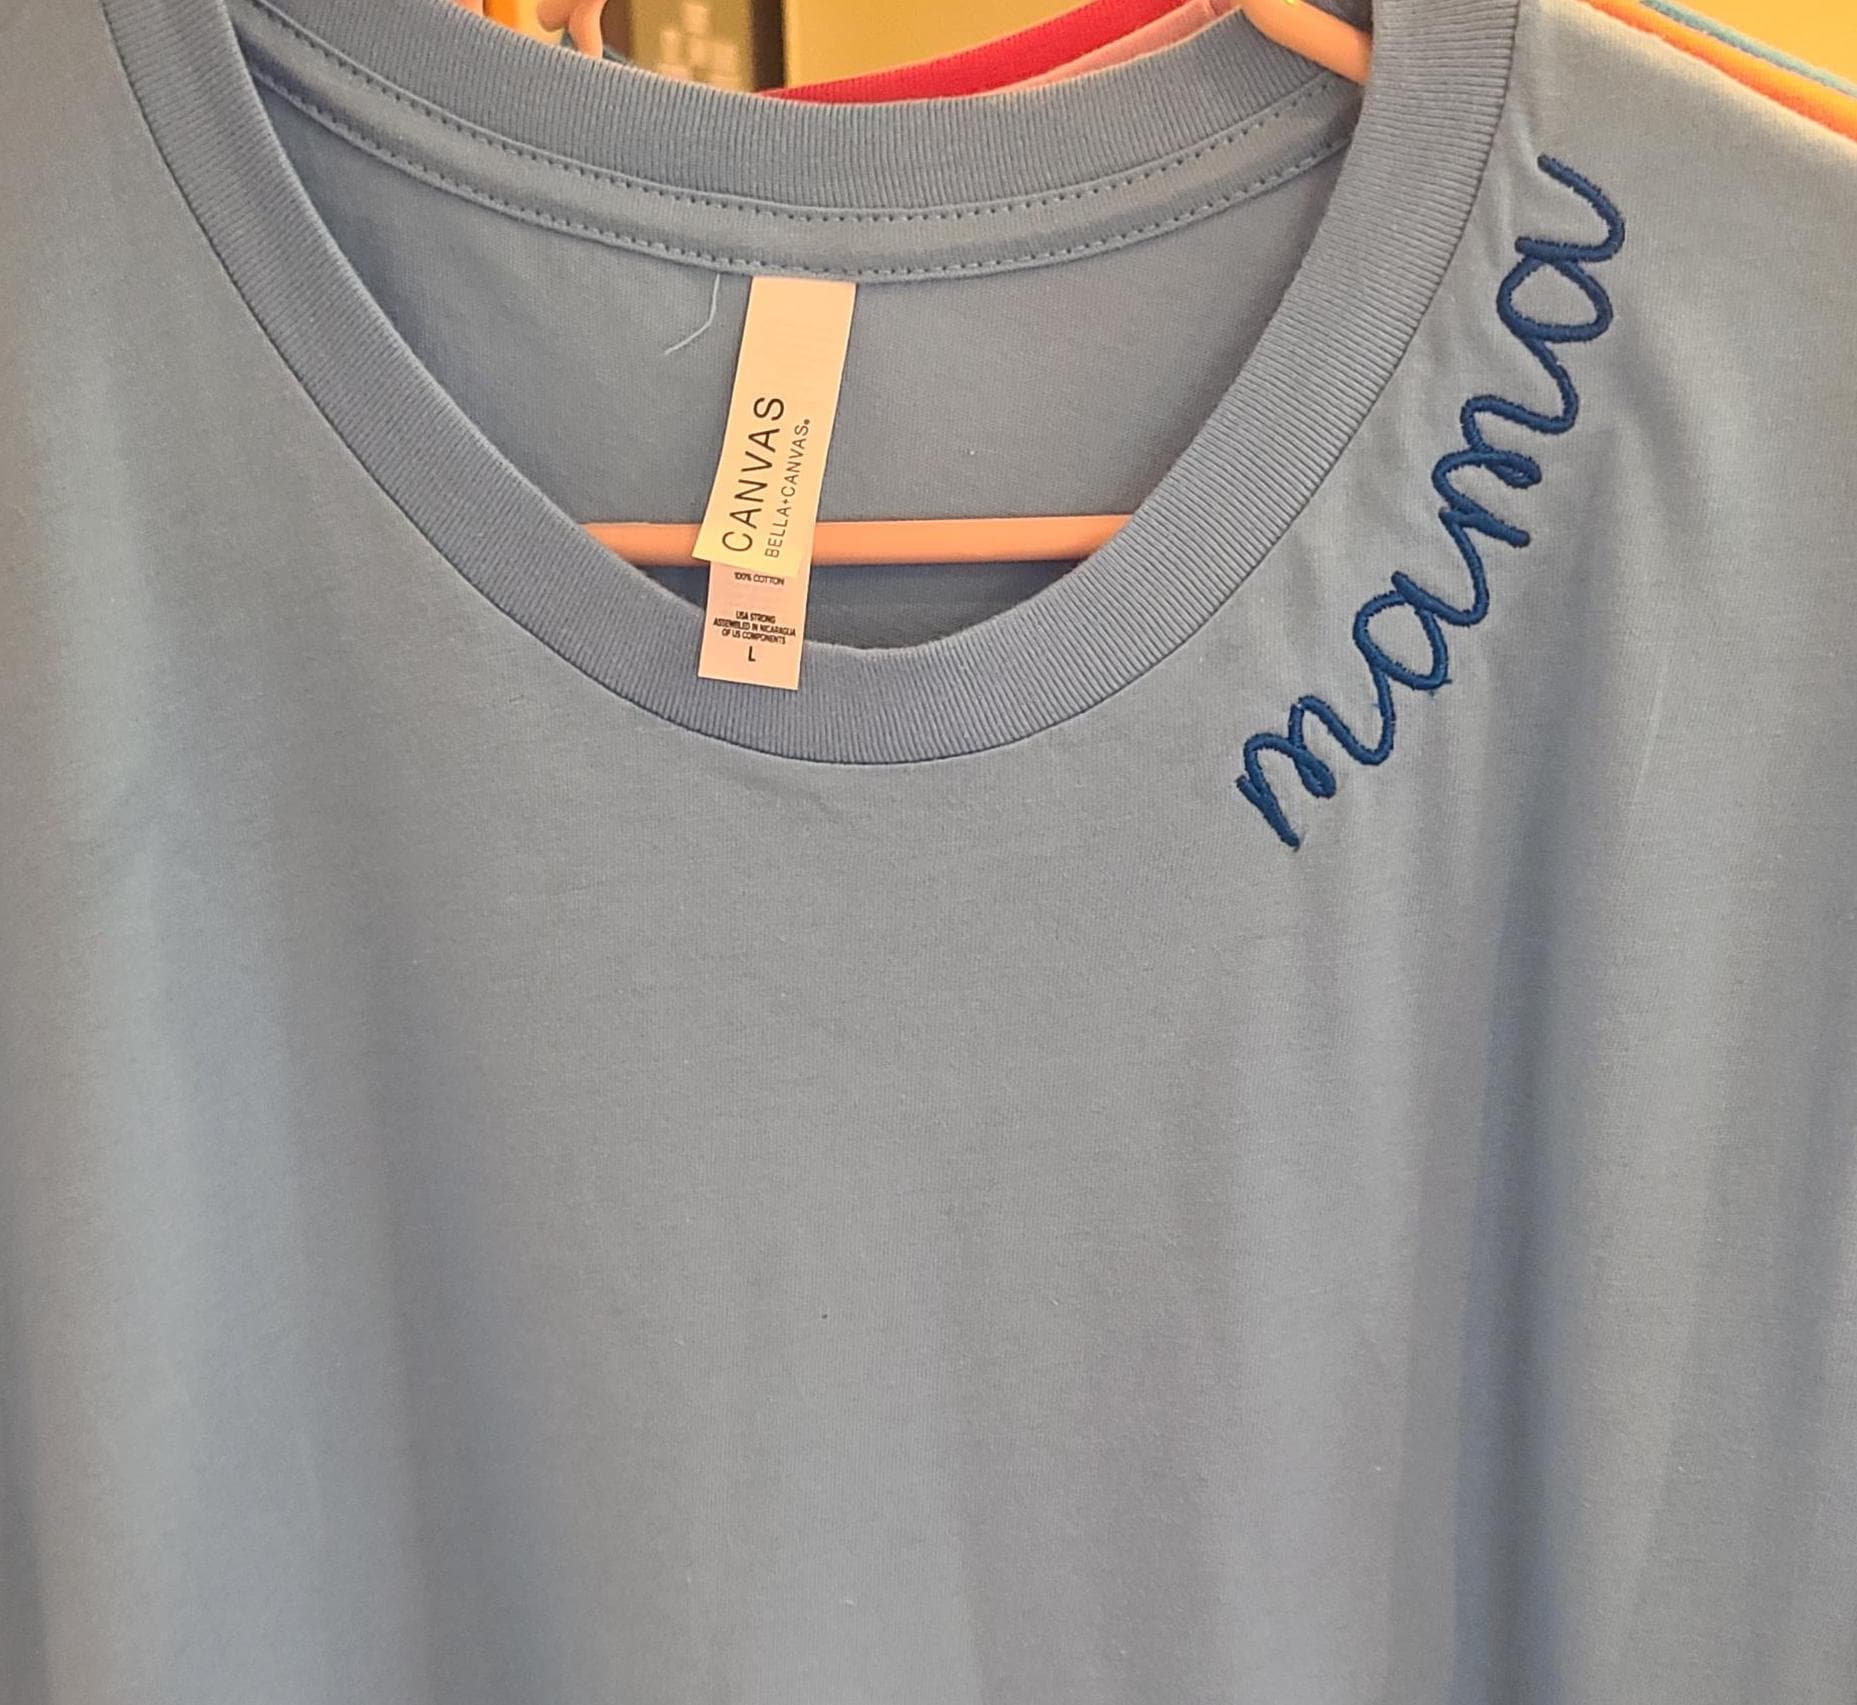 CANVAS
BELLA+CANVAS®
100% COTTON
USA STRONG
ASSEMBLED IN NICARAGUA
OF US COMPONENTS
L
mama